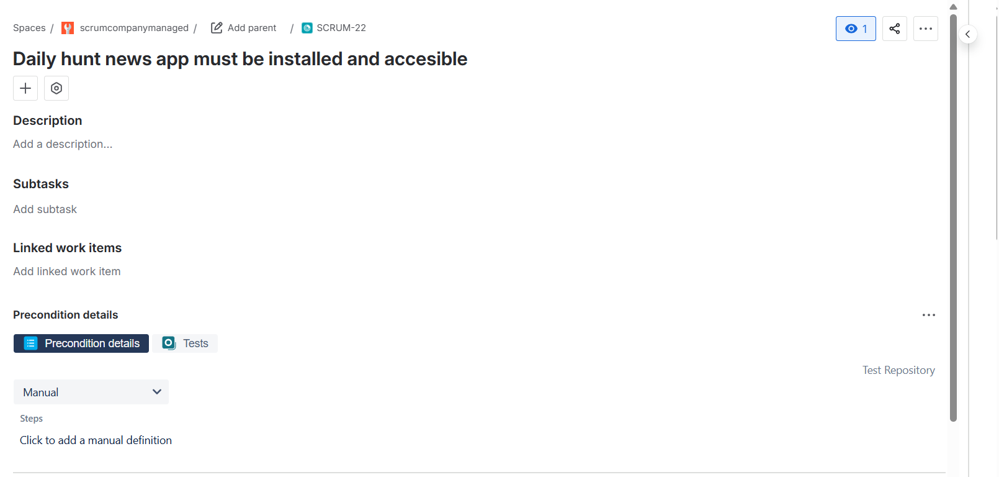 Spaces / scrumcompanymanaged / Add parent / SCRUM-22
1
Daily hunt news app must be installed and accesible
Description
Add a description...
Subtasks
Add subtask
Linked work items
Add linked work item
Precondition details
Precondition details
Tests
Test Repository
Manual
Steps
Click to add a manual definition